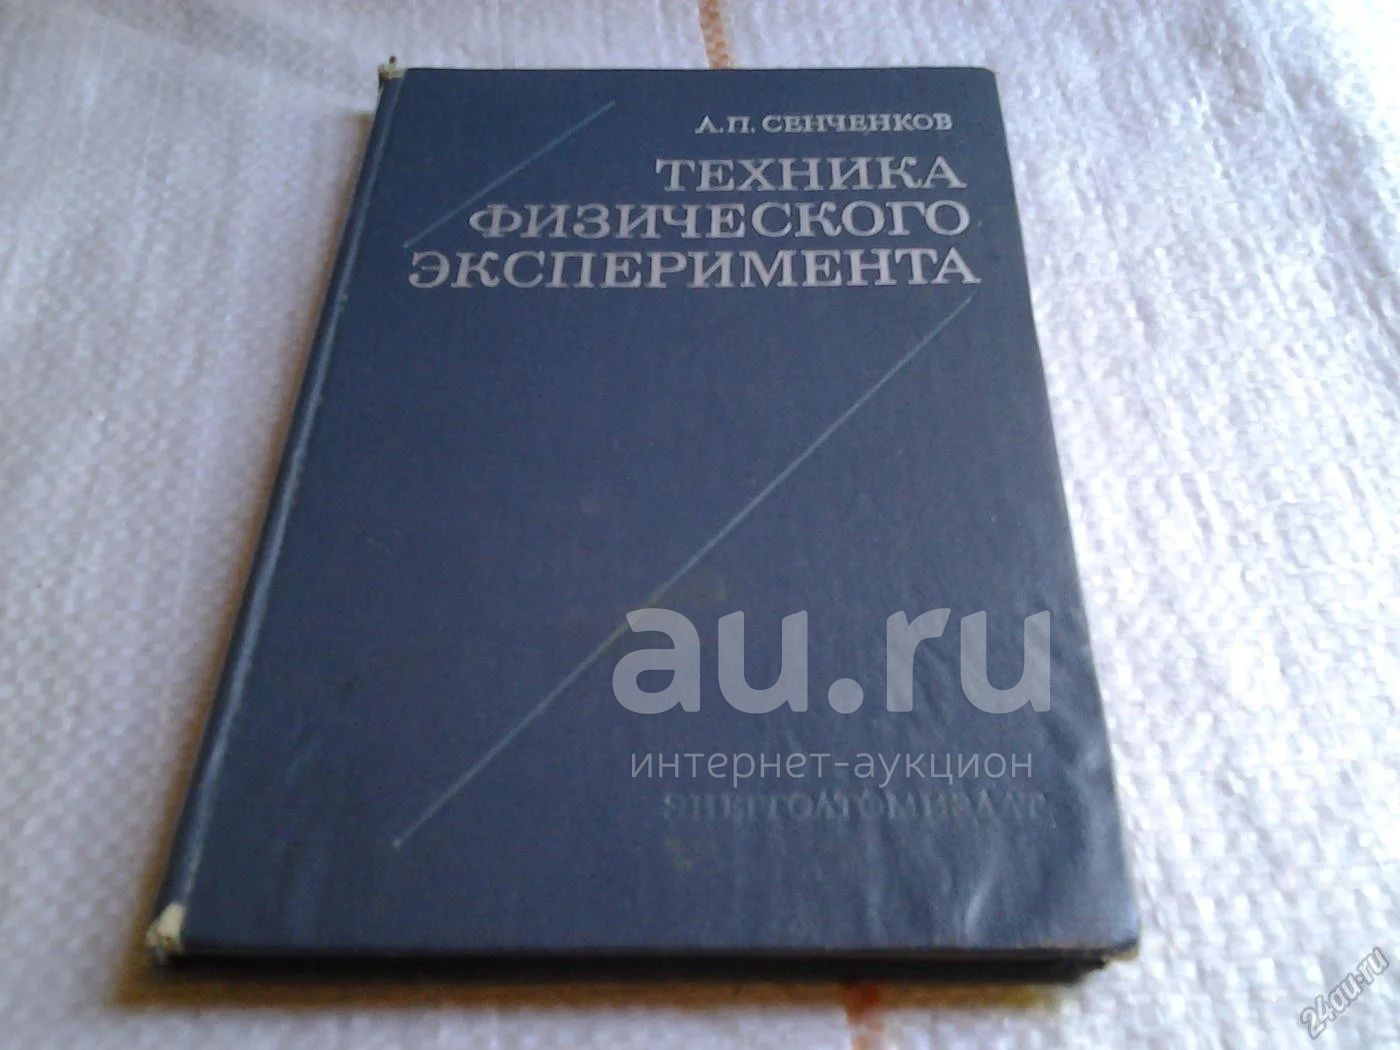 А.П. СЕНЧЕНКОВ
ТЕХНИКА
ФИЗИЧЕСКОГО
ЭКСПЕРИМЕНТА
au.ru
интернет-аукцион
ЭНЕРГОАТОМИЗДАТ
24au.ru